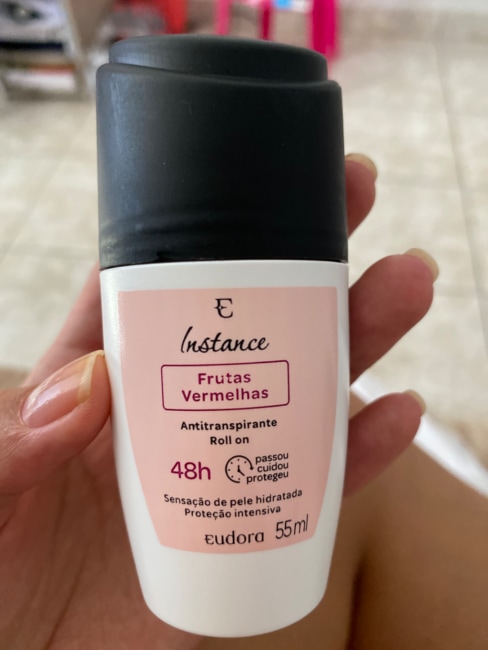 E
Instance
Frutas
Vermelhas
Antitranspirante
Roll on
48h
passou
cuidou
protegeu
Sensação de pele hidratada
Proteção intensiva
eudora 55ml